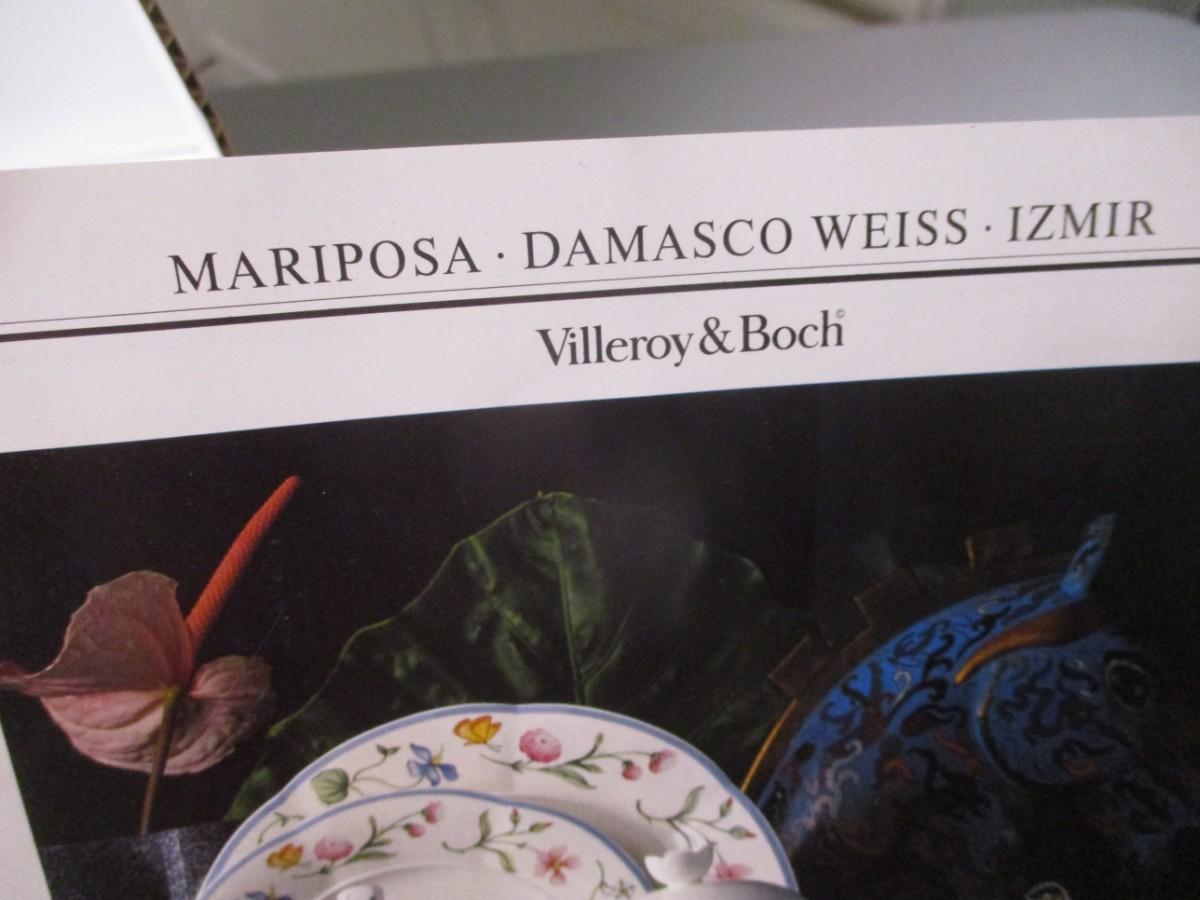 MARIPOSA · DAMASCO WEISS · IZMIR
Villeroy & Boch©